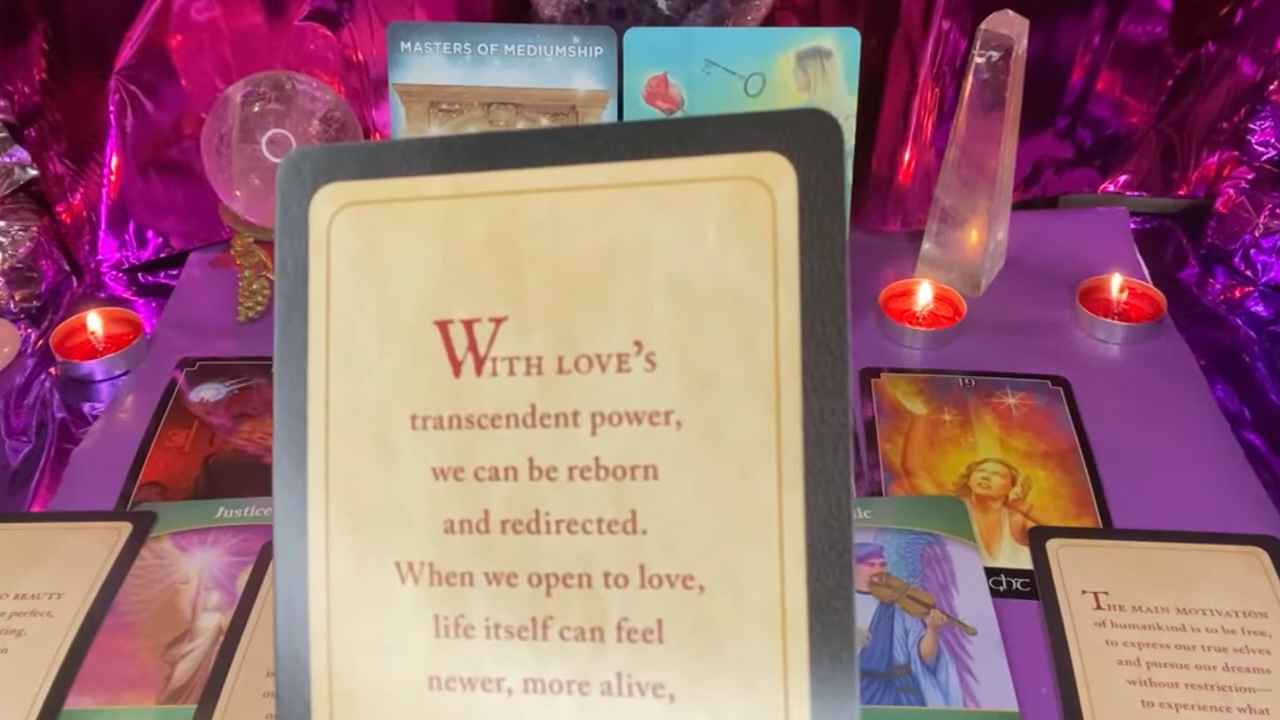 MASTERS OF MEDIUMSHIP
WITH LOVE'S
transcendent power,
we can be reborn
and redirected.
When we open to love,
life itself can feel
newer, more alive,
19
Justice
O BEAUTY
perfect,
THE MAIN MOTIVATION
of humankind is to be free,
to express our true selves
and pursue our dreams
without restriction—
to experience what